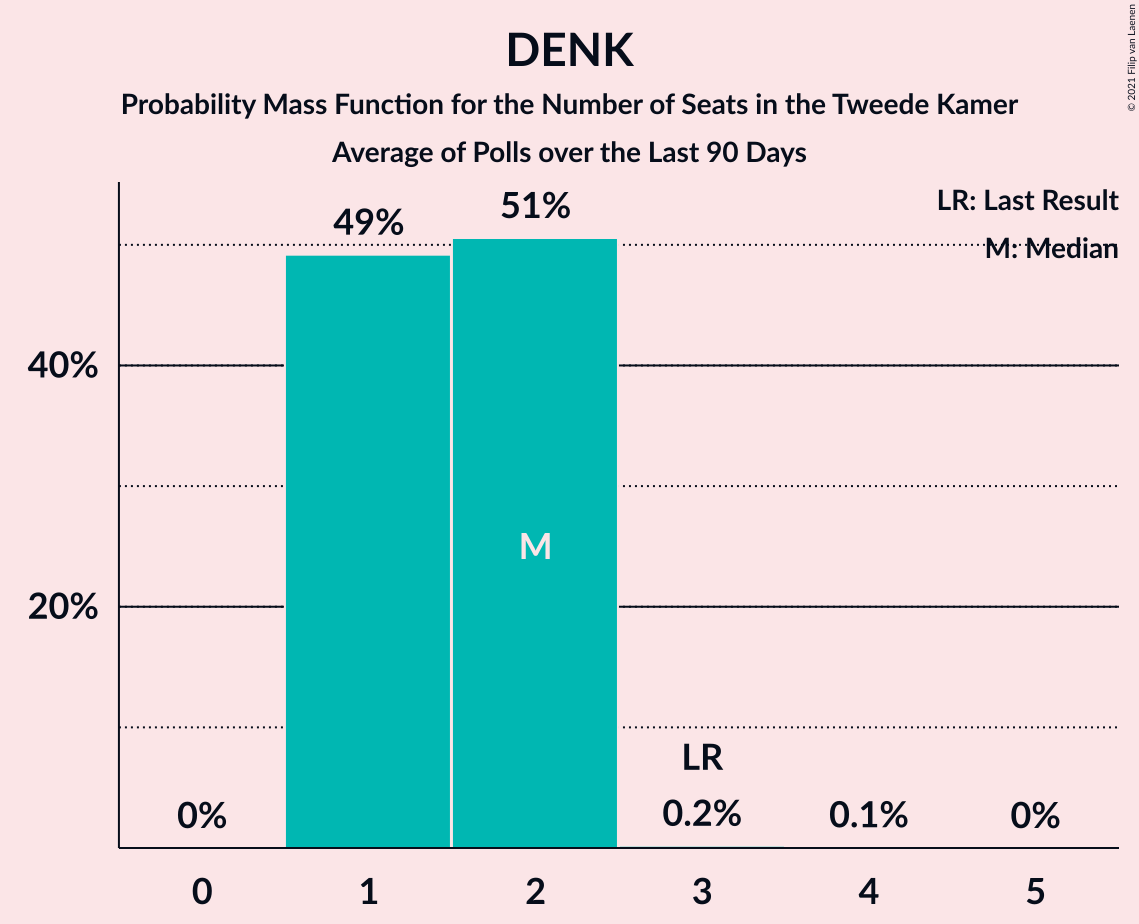 DENK
Probability Mass Function for the Number of Seats in the Tweede Kamer
Average of Polls over the Last 90 Days
© 2021 Filip van Laenen
LR: Last Result
M: Median
49%
51%
40%
20%
M
LR
0%
0.2%
0.1%
0%
0 1 2 3 4 5